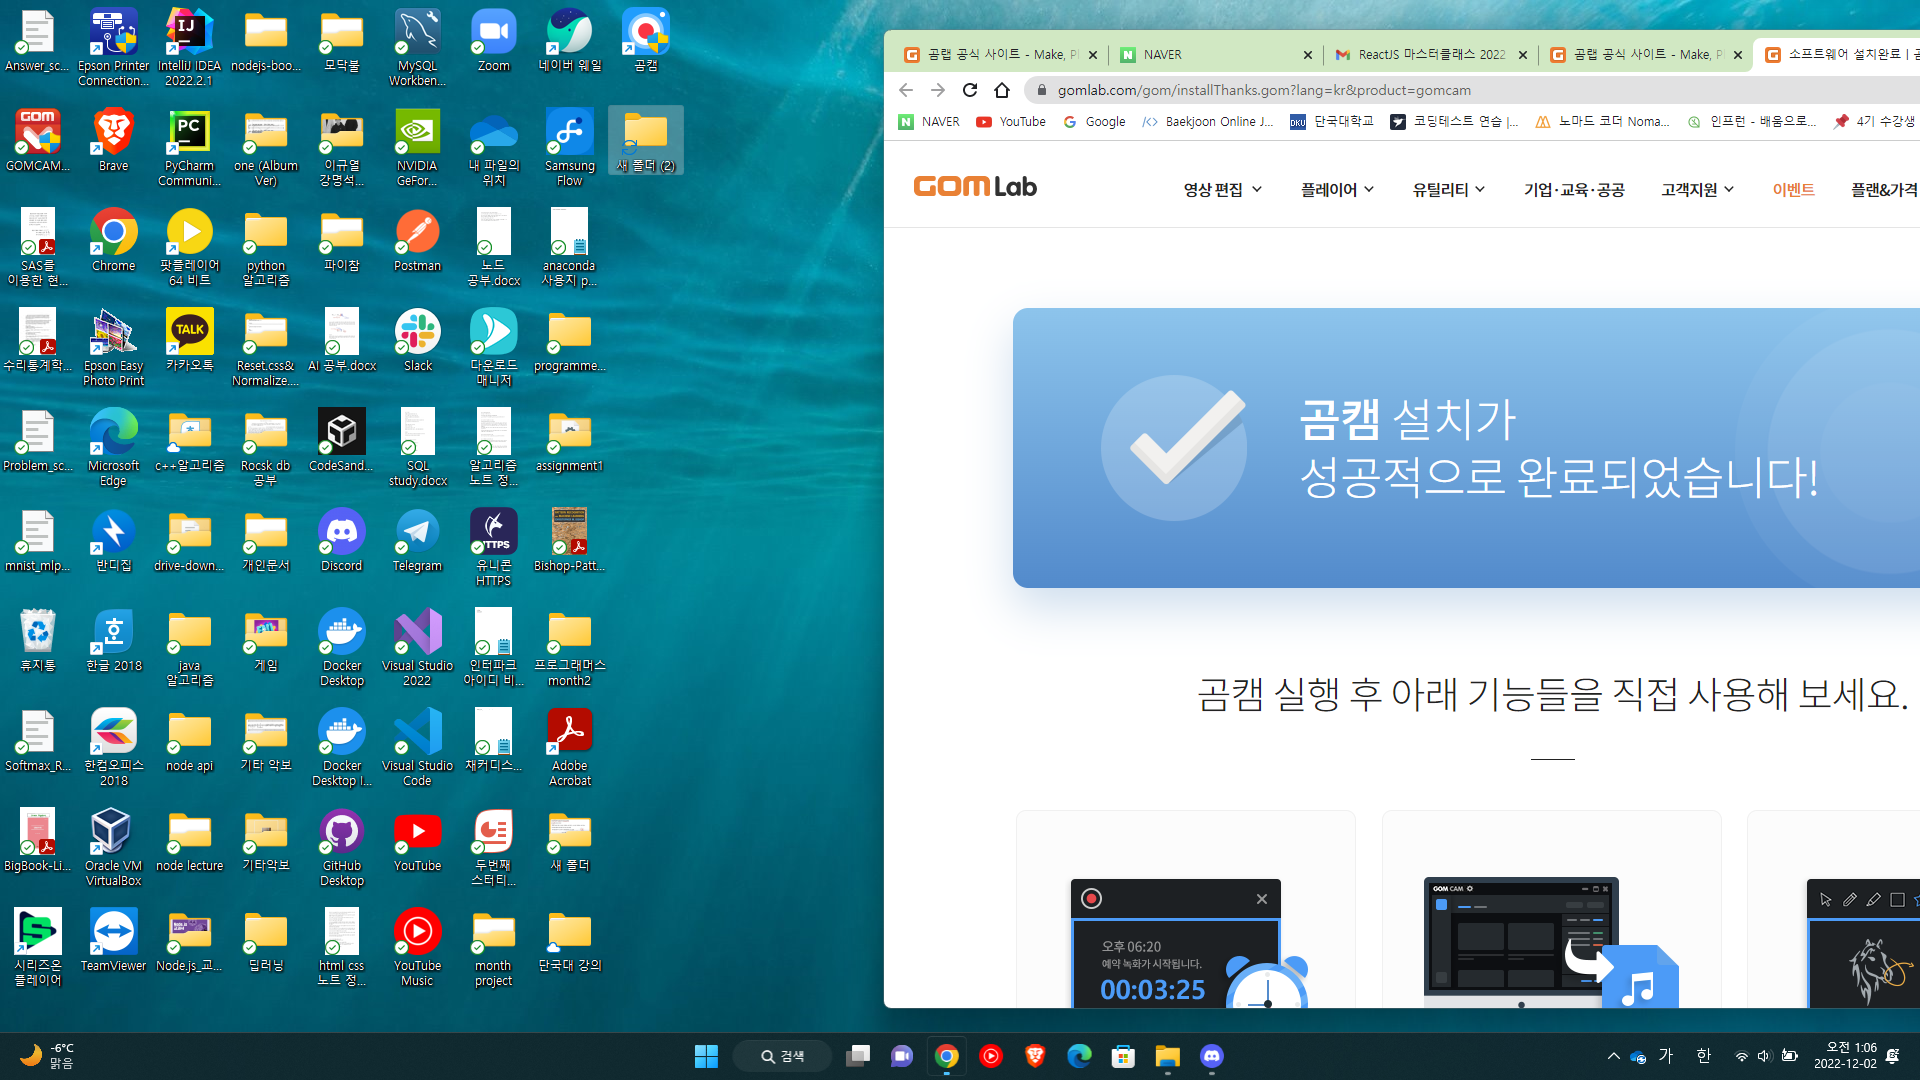 Answer_sc...
Epson Printer
Connection...
IntelliJ IDEA
2022.2.1
nodejs-boo...
모닥불
MySQL
Workben...
Zoom
네이버 웨일
곰캠
GOM
GOMCAM...
Brave
PC
PyCharm
Communi...
one (Album
Ver)
이규열
강명석...
NVIDIA
GeFor...
내 파일의
위치
Samsung
Flow
새 폴더 (2)
SAS를
이용한 현...
Chrome
팟플레이어
64 비트
python
알고리즘
파이참
Postman
노드
공부.docx
anaconda
사용지 p...
수리통계학...
Epson Easy
Photo Print
TALK
카카오톡
Reset.css&
Normalize....
AI 공부.docx
Slack
다운로드
매니저
programme...
Problem_sc...
Microsoft
Edge
c++알고리즘
Rocsk db
공부
CodeSand...
SQL
study.docx
알고리즘
노트 정...
assignment1
mnist_mlp...
반디집
drive-down...
개인문서
Discord
Telegram
HTTPS
유니콘
HTTPS
Bishop-Patt...
휴지통
한글 2018
java
알고리즘
게임
Docker
Desktop
Visual Studio
2022
인터파크
아이디 비...
프로그래머스
month2
Softmax_R...
한컴오피스
2018
node api
기타 악보
Docker
Desktop I...
Visual Studio
Code
채커디스...
Adobe
Acrobat
BigBook-Li...
Oracle VM
VirtualBox
node lecture
기타악보
GitHub
Desktop
YouTube
두번째
스터티...
새 폴더
시리즈온
플레이어
TeamViewer
Node.js_교...
딥러닝
html css
노트 정...
YouTube
Music
month
project
단국대 강의
곰랩 공식 사이트 - Make, Pl
NAVER
ReactJS 마스터클래스 2022
곰랩 공식 사이트 - Make, Pl
소프트웨어 설치완료 | 곰
gomlab.com/gom/installThanks.gom?lang=kr&product=gomcam
NAVER
YouTube
Google
Baekjoon Online J...
DKU
단국대학교
코딩테스트 연습 |...
노마드 코더 Noma...
인프런 - 배움으로...
4기 수강생
GOM Lab
영상 편집
플레이어
유틸리티
기업·교육·공공
고객지원
이벤트
플랜&가격
곰캠 설치가
성공적으로 완료되었습니다!
곰캠 실행 후 아래 기능들을 직접 사용해 보세요.
오후 06:20
예약 녹화가 시작됩니다.
00:03:25
GOM CAM
-6°C
맑음
검색
가
한
오전 1:06
2022-12-02